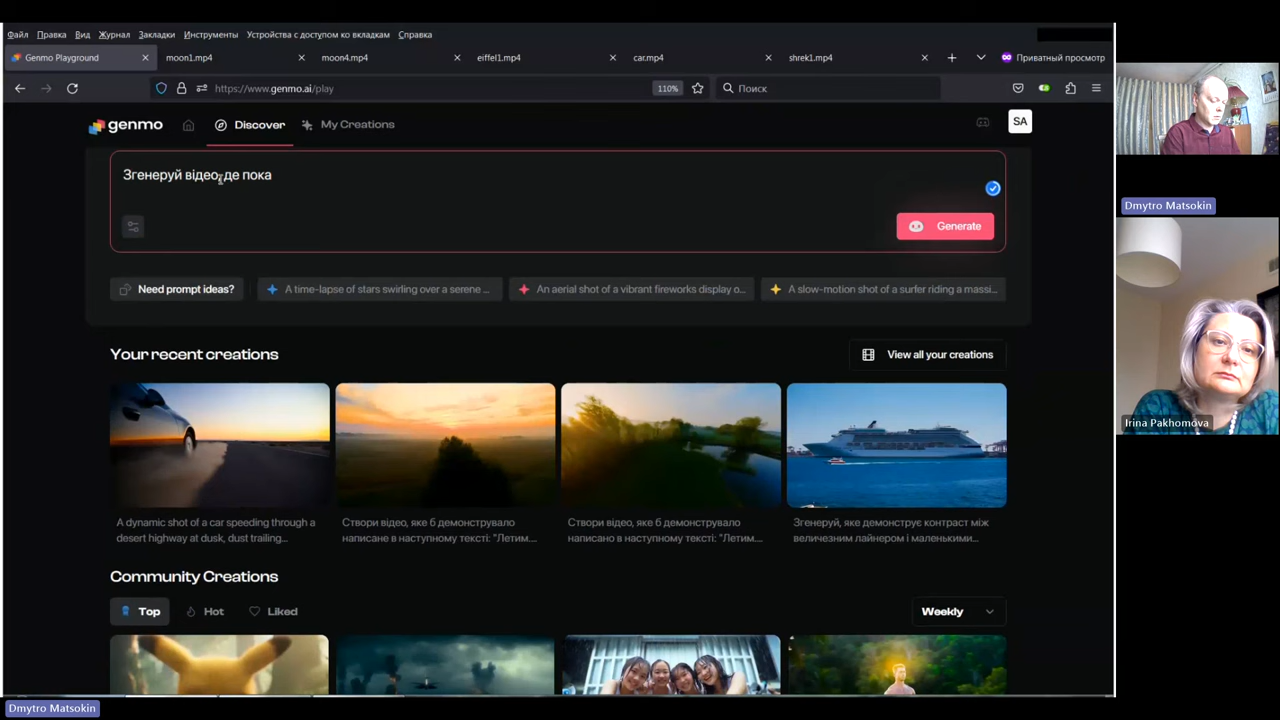 Файл Правка Вид Журнал Закладки Инструменты Устройства с доступом ко вкладкам Справка
Genmo Playground moon1.mp4 moon4.mp4 eiffel1.mp4 car.mp4 shrek1.mp4 Приватный просмотр
https://www.genmo.ai/play 110% Поиск
genmo Discover My Creations SA
Згенеруй відео, де пока
Generate
Need prompt ideas? A time-lapse of stars swirling over a serene ... An aerial shot of a vibrant fireworks display o... A slow-motion shot of a surfer riding a massi...
Your recent creations View all your creations
A dynamic shot of a car speeding through a
desert highway at dusk, dust trailing...
Створи відео, яке б демонструвало
написане в наступному тексті: "Летим....
Створи відео, яке б демонструвало
написано в наступному тексті: "Летим....
Згенеруй, яке демонструє контраст між
величезним лайнером і маленькими...
Community Creations
Top Hot Liked Weekly
Dmytro Matsokin
Irina Pakhomova
Dmytro Matsokin